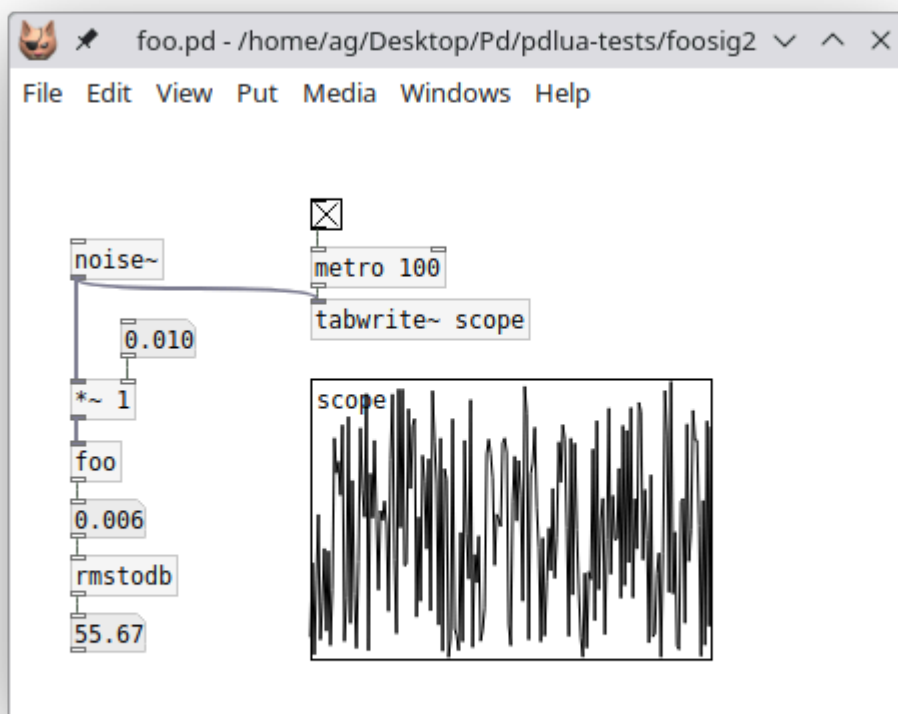 foo.pd - /home/ag/Desktop/Pd/pdlua-tests/foosig2
File Edit View Put Media Windows Help
noise~
metro 100
tabwrite~ scope
0.010
*~ 1
scope
foo
0.006
rmstodb
55.67